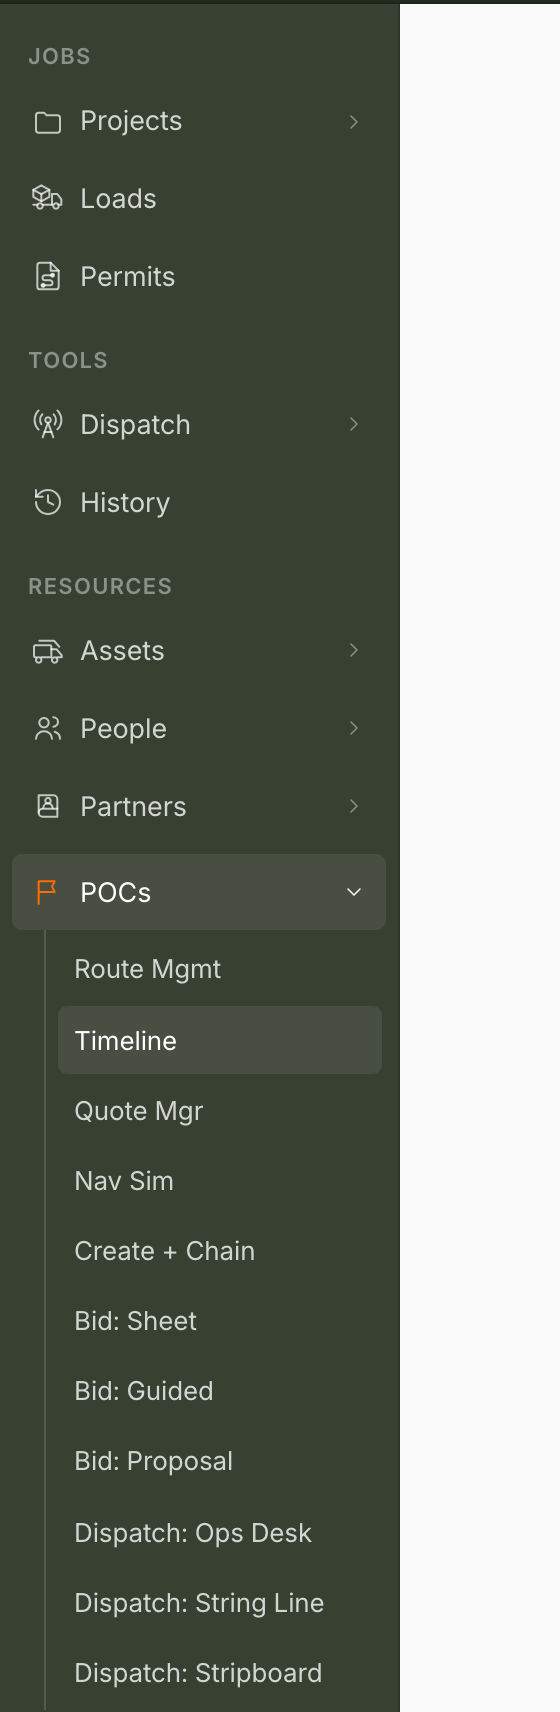 JOBS
Projects
Loads
Permits
TOOLS
Dispatch
History
RESOURCES
Assets
People
Partners
POCs
Route Mgmt
Timeline
Quote Mgr
Nav Sim
Create + Chain
Bid: Sheet
Bid: Guided
Bid: Proposal
Dispatch: Ops Desk
Dispatch: String Line
Dispatch: Stripboard